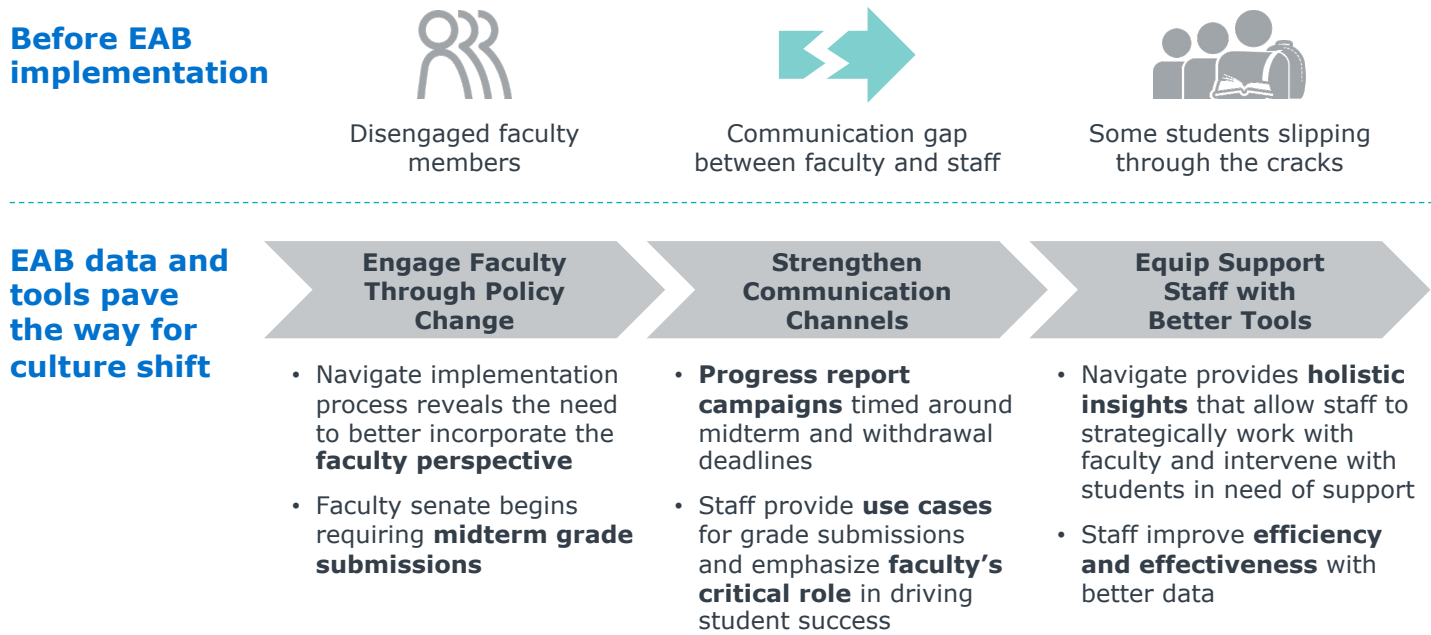 Before EAB
implementation
Disengaged faculty
members
Communication gap
between faculty and staff
Some students slipping
through the cracks
EAB data and
tools pave
the way for
culture shift
Engage Faculty
Through Policy
Change
• Navigate implementation
process reveals the need
to better incorporate the
faculty perspective
• Faculty senate begins
requiring midterm grade
submissions
Strengthen
Communication
Channels
• Progress report
campaigns timed around
midterm and withdrawal
deadlines
• Staff provide use cases
for grade submissions
and emphasize faculty’s
critical role in driving
student success
Equip Support
Staff with
Better Tools
• Navigate provides holistic
insights that allow staff to
strategically work with
faculty and intervene with
students in need of support
• Staff improve efficiency
and effectiveness with
better data